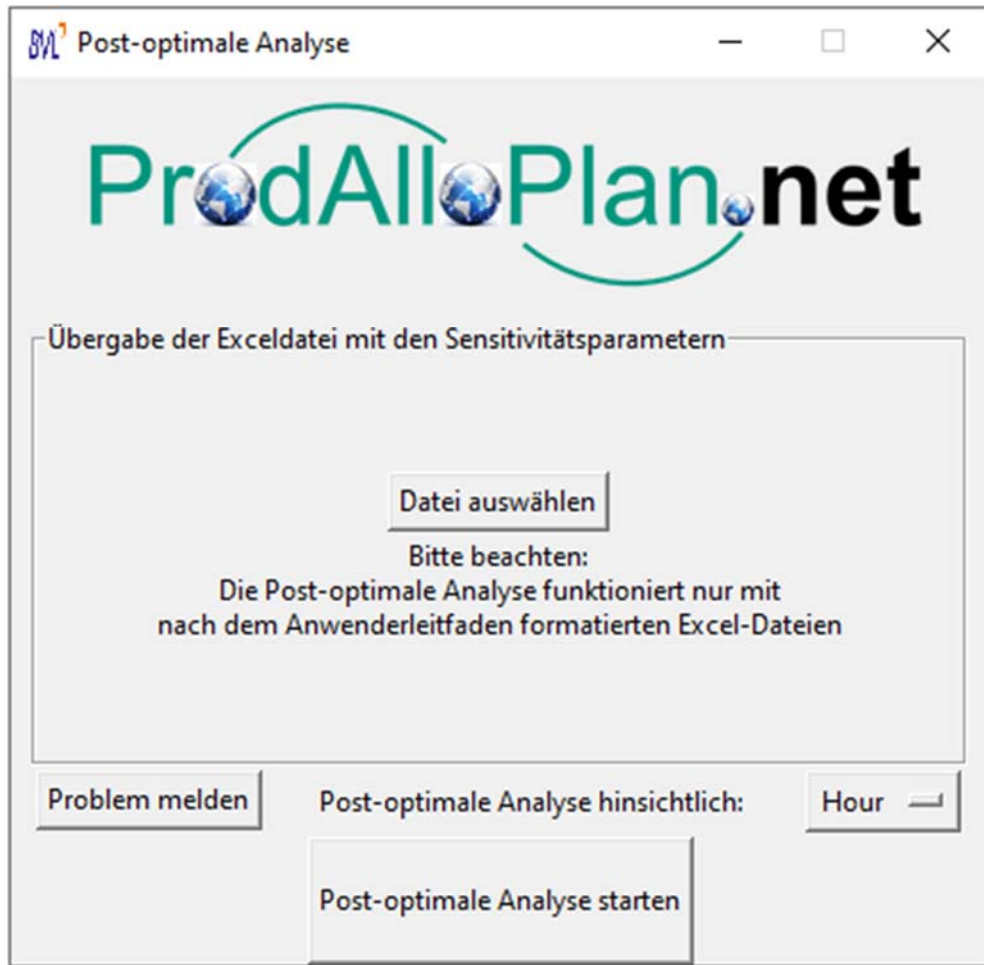 BVL Post-optimale Analyse
ProdAlloPlan.net
Übergabe der Exceldatei mit den Sensitivitätsparametern
Datei auswählen
Bitte beachten:
Die Post-optimale Analyse funktioniert nur mit
nach dem Anwenderleitfaden formatierten Excel-Dateien
Problem melden
Post-optimale Analyse hinsichtlich:
Hour
Post-optimale Analyse starten